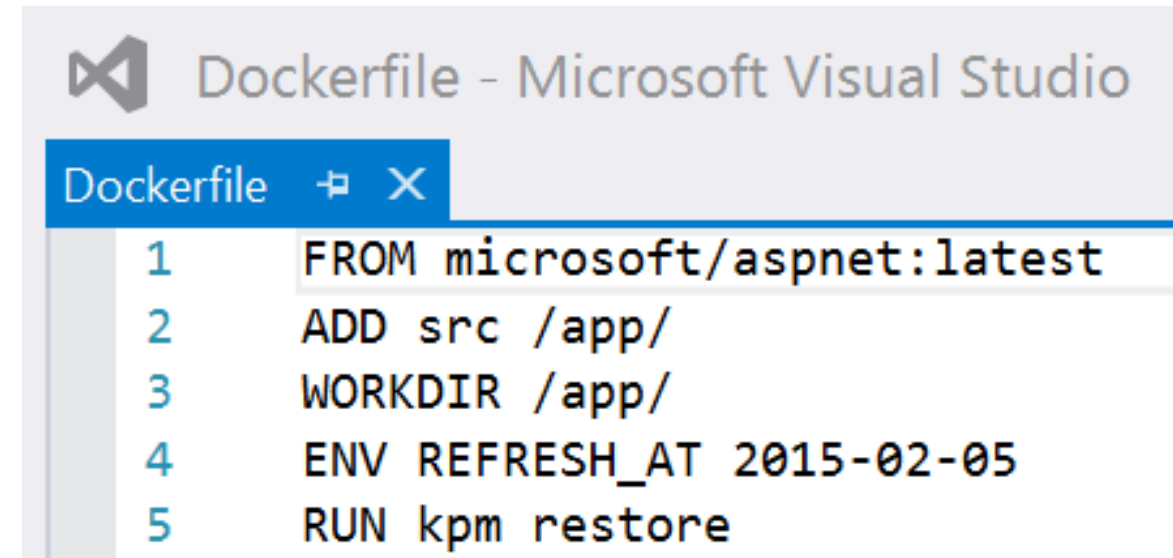 Dockerfile - Microsoft Visual Studio
Dockerfile
1 FROM microsoft/aspnet:latest
2 ADD src /app/
3 WORKDIR /app/
4 ENV REFRESH_AT 2015-02-05
5 RUN kpm restore